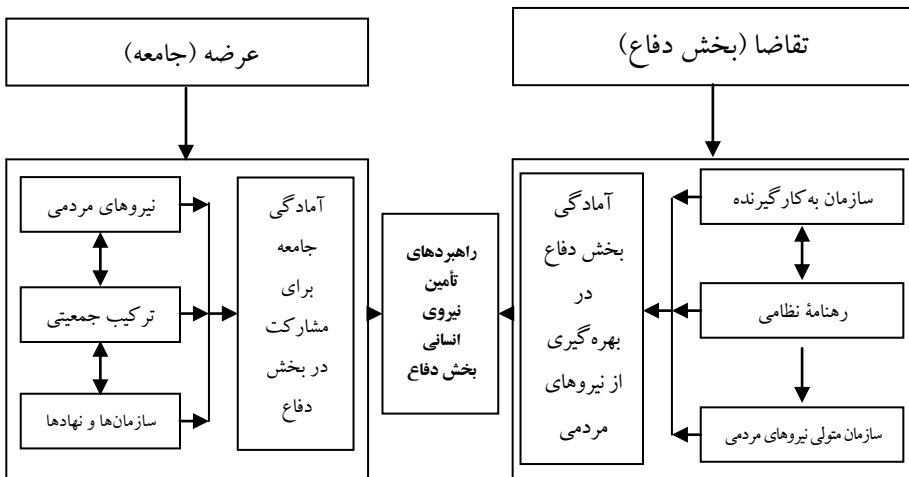 تقاضا (بخش دفاع)
عرضه (جامعه)
سازمان به کارگیرنده
رهنامۀ نظامی
سازمان متولی نیروهای مردمی
آمادگی
بخش دفاع
در
بهره‌گیری
از نیروهای
مردمی
راهبردهای
تأمین
نیروی
انسانی
بخش دفاع
آمادگی
جامعه
برای
مشارکت
در بخش
دفاع
نیروهای مردمی
ترکیب جمعیتی
سازمان‌ها و نهادها